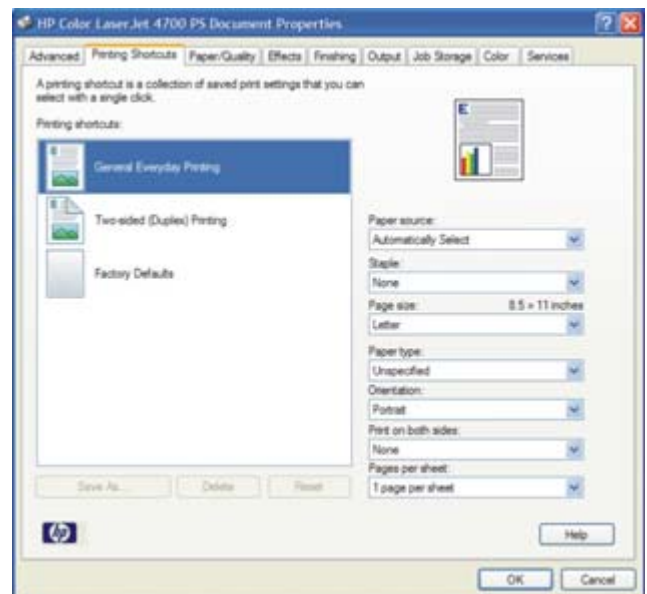 HP Color LaserJet 4700 PS Document Properties
Advanced Printing Shortcuts Paper/Quality Effects Finishing Output Job Storage Color Services
A printing shortcut is a collection of saved print settings that you can
select with a single click.
Printing shortcuts:
General Everyday Printing
Two-sided (Duplex) Printing
Factory Defaults
E
Paper source:
Automatically Select
Staple:
None
Page size: 8.5 × 11 inches
Letter
Paper type:
Unspecified
Orientation:
Portrait
Print on both sides:
None
Pages per sheet:
1 page per sheet
Save As... Delete Reset
hp
Help
OK Cancel